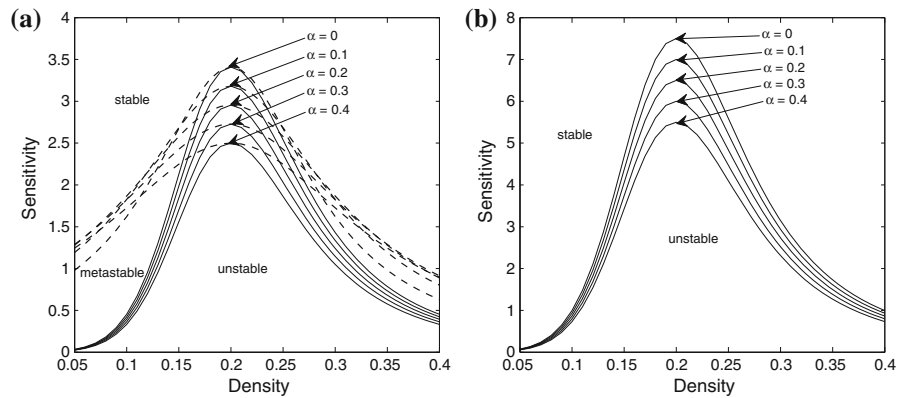 (a)
4
3.5
3
2.5
2
1.5
1
0.5
0
Sensitivity
α = 0
α = 0.1
α = 0.2
α = 0.3
α = 0.4
stable
metastable
unstable
0.05 0.1 0.15 0.2 0.25 0.3 0.35 0.4
Density
(b)
8
7
6
5
4
3
2
1
0
Sensitivity
α = 0
α = 0.1
α = 0.2
α = 0.3
α = 0.4
stable
unstable
0.05 0.1 0.15 0.2 0.25 0.3 0.35 0.4
Density